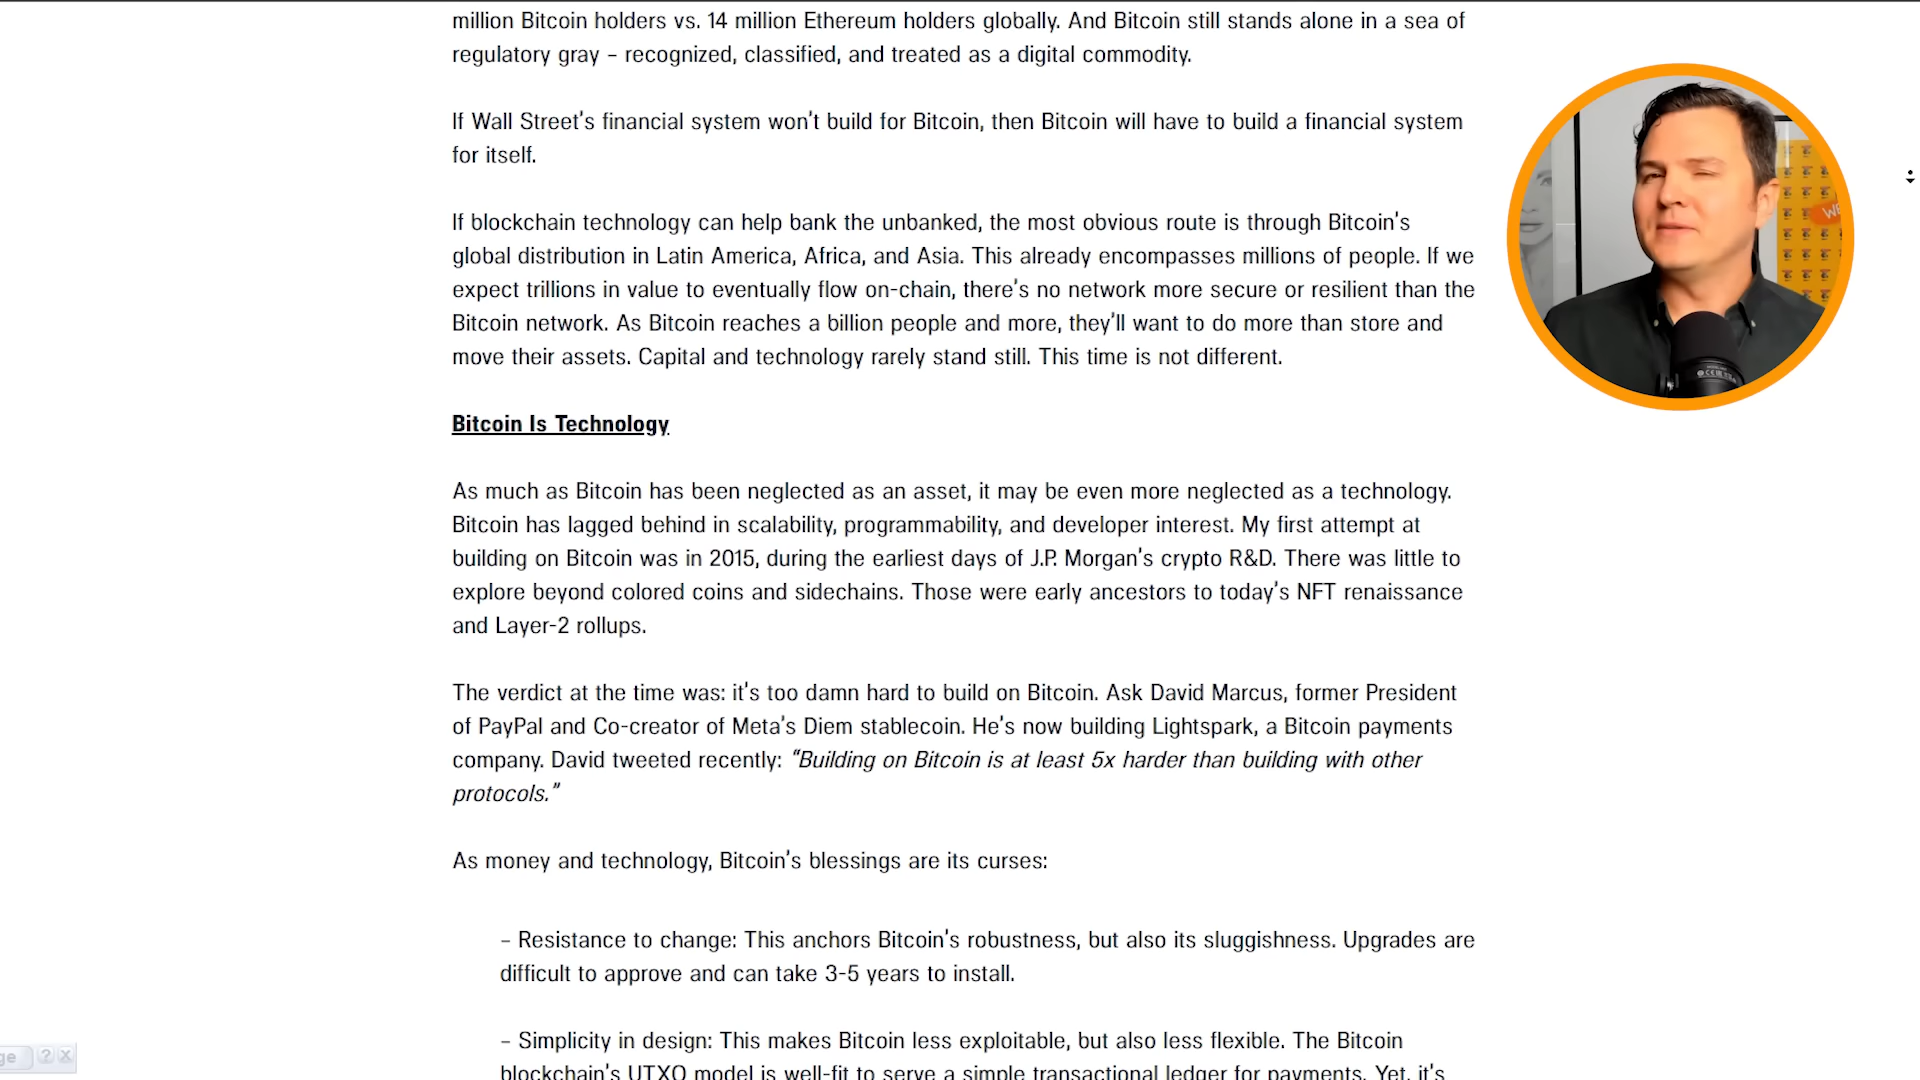 million Bitcoin holders vs. 14 million Ethereum holders globally. And Bitcoin still stands alone in a sea of
regulatory gray – recognized, classified, and treated as a digital commodity.
If Wall Street's financial system won't build for Bitcoin, then Bitcoin will have to build a financial system
for itself.
If blockchain technology can help bank the unbanked, the most obvious route is through Bitcoin's
global distribution in Latin America, Africa, and Asia. This already encompasses millions of people. If we
expect trillions in value to eventually flow on-chain, there's no network more secure or resilient than the
Bitcoin network. As Bitcoin reaches a billion people and more, they'll want to do more than store and
move their assets. Capital and technology rarely stand still. This time is not different.
Bitcoin Is Technology
As much as Bitcoin has been neglected as an asset, it may be even more neglected as a technology.
Bitcoin has lagged behind in scalability, programmability, and developer interest. My first attempt at
building on Bitcoin was in 2015, during the earliest days of J.P. Morgan's crypto R&D. There was little to
explore beyond colored coins and sidechains. Those were early ancestors to today's NFT renaissance
and Layer-2 rollups.
The verdict at the time was: it's too damn hard to build on Bitcoin. Ask David Marcus, former President
of PayPal and Co-creator of Meta's Diem stablecoin. He's now building Lightspark, a Bitcoin payments
company. David tweeted recently: "Building on Bitcoin is at least 5x harder than building with other
protocols."
As money and technology, Bitcoin's blessings are its curses:
– Resistance to change: This anchors Bitcoin's robustness, but also its sluggishness. Upgrades are
difficult to approve and can take 3-5 years to install.
– Simplicity in design: This makes Bitcoin less exploitable, but also less flexible. The Bitcoin
blockchain's UTXO model is well-fit to serve a simple transactional ledger for payments. Yet, it's
ge ? X
WE